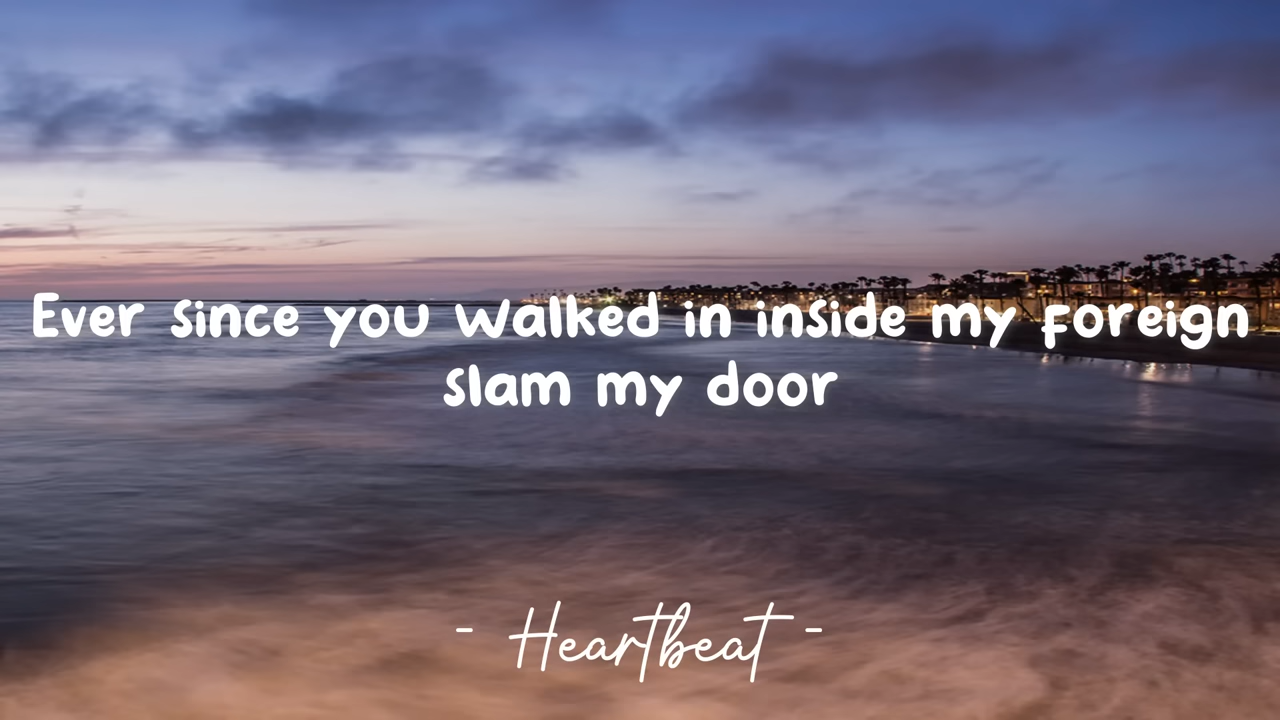 Ever since you walked in inside my foreign
slam my door
- Heartbeat -